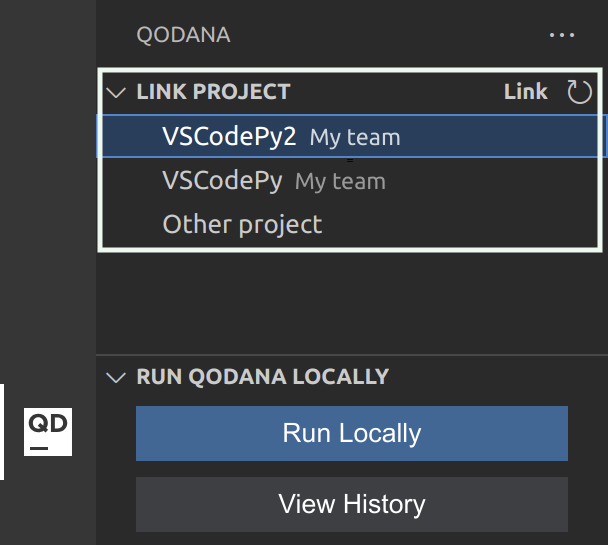 QODANA
LINK PROJECT Link
VSCodePy2 My team
VSCodePy My team
Other project
RUN QODANA LOCALLY
QD
Run Locally
View History